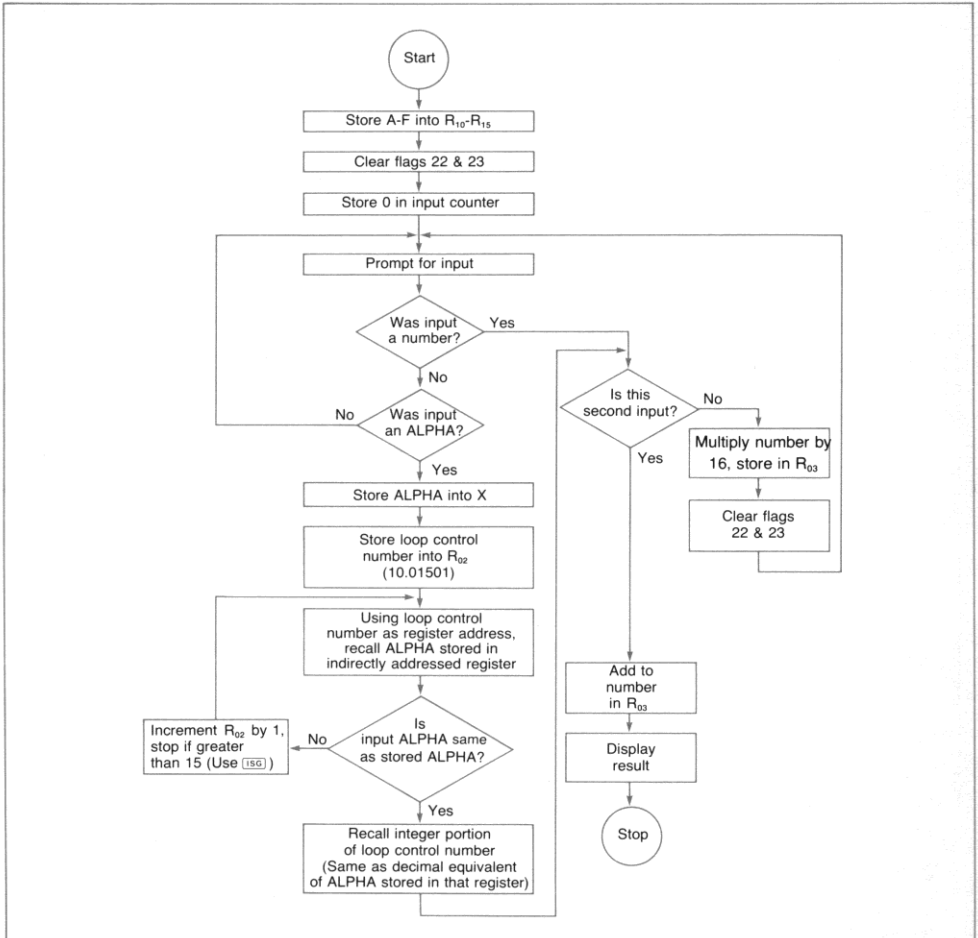 Start
Store A-F into R₁₀-R₁₅
Clear flags 22 & 23
Store 0 in input counter
Prompt for input
Was input
a number?
Yes
No
Was input
an ALPHA?
No
Yes
Store ALPHA into X
Store loop control
number into R₀₂
(10.01501)
Using loop control
number as register address,
recall ALPHA stored in
indirectly addressed register
Is
input ALPHA same
as stored ALPHA?
No
Increment R₀₂ by 1,
stop if greater
than 15 (Use ISG)
Yes
Recall integer portion
of loop control number
(Same as decimal equivalent
of ALPHA stored in that register)
Is this
second input?
No
Multiply number by
16, store in R₀₃
Clear flags
22 & 23
Yes
Add to
number
in R₀₃
Display
result
Stop